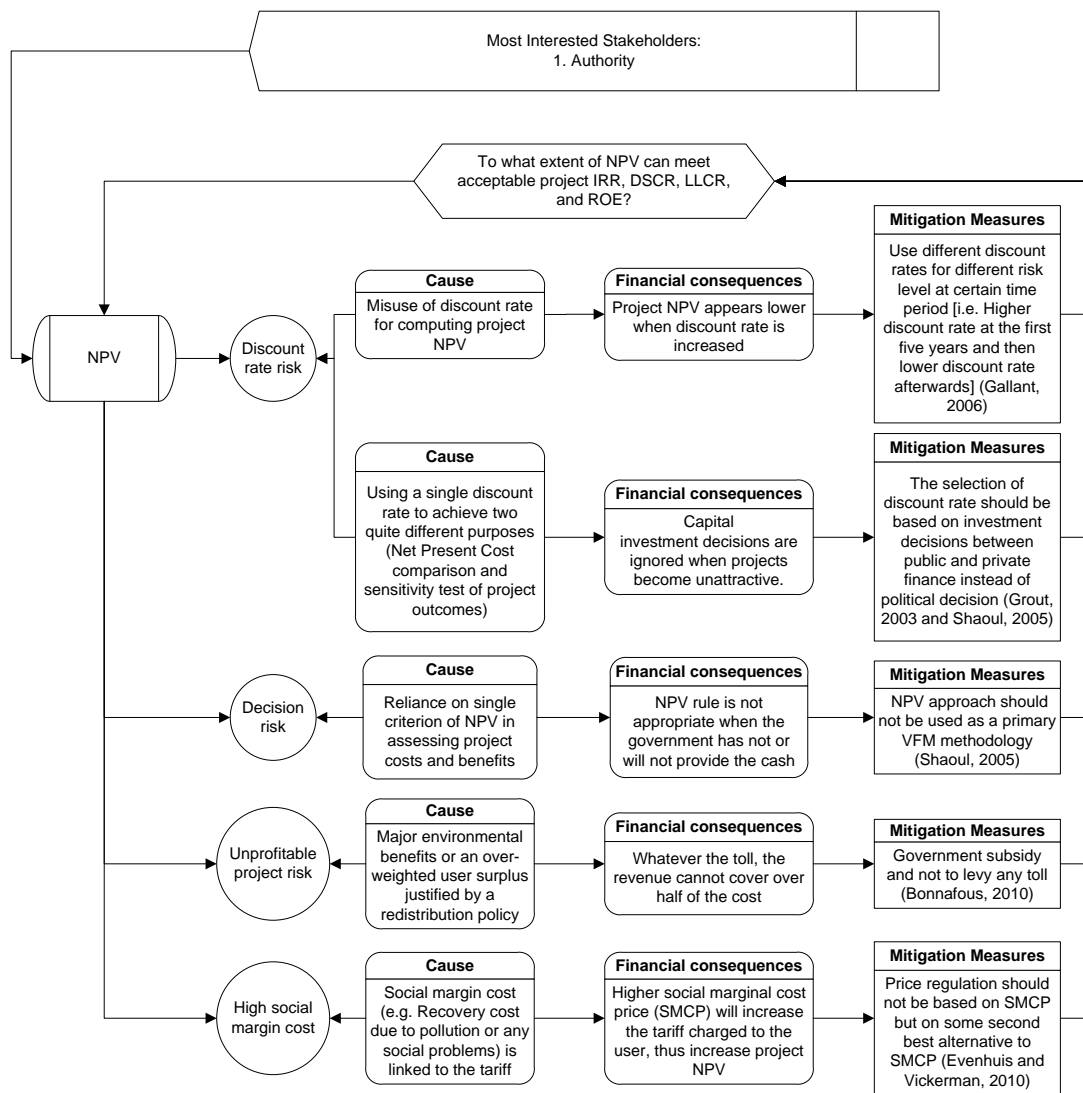 Most Interested Stakeholders:
1. Authority
To what extent of NPV can meet
acceptable project IRR, DSCR, LLCR,
and ROE?
NPV
Discount
rate risk
Cause
Misuse of discount rate
for computing project
NPV
Financial consequences
Project NPV appears lower
when discount rate is
increased
Mitigation Measures
Use different discount
rates for different risk
level at certain time
period [i.e. Higher
discount rate at the first
five years and then
lower discount rate
afterwards] (Gallant,
2006)
Cause
Using a single discount
rate to achieve two
quite different purposes
(Net Present Cost
comparison and
sensitivity test of project
outcomes)
Financial consequences
Capital
investment decisions are
ignored when projects
become unattractive.
Mitigation Measures
The selection of
discount rate should be
based on investment
decisions between
public and private
finance instead of
political decision (Grout,
2003 and Shaoul, 2005)
Decision
risk
Cause
Reliance on single
criterion of NPV in
assessing project
costs and benefits
Financial consequences
NPV rule is not
appropriate when the
government has not or
will not provide the cash
Mitigation Measures
NPV approach should
not be used as a primary
VFM methodology
(Shaoul, 2005)
Unprofitable
project risk
Cause
Major environmental
benefits or an over-
weighted user surplus
justified by a
redistribution policy
Financial consequences
Whatever the toll, the
revenue cannot cover over
half of the cost
Mitigation Measures
Government subsidy
and not to levy any toll
(Bonnafous, 2010)
High social
margin cost
Cause
Social margin cost
(e.g. Recovery cost
due to pollution or any
social problems) is
linked to the tariff
Financial consequences
Higher social marginal cost
price (SMCP) will increase
the tariff charged to the
user, thus increase project
NPV
Mitigation Measures
Price regulation should
not be based on SMCP
but on some second
best alternative to
SMCP (Evenhuis and
Vickerman, 2010)